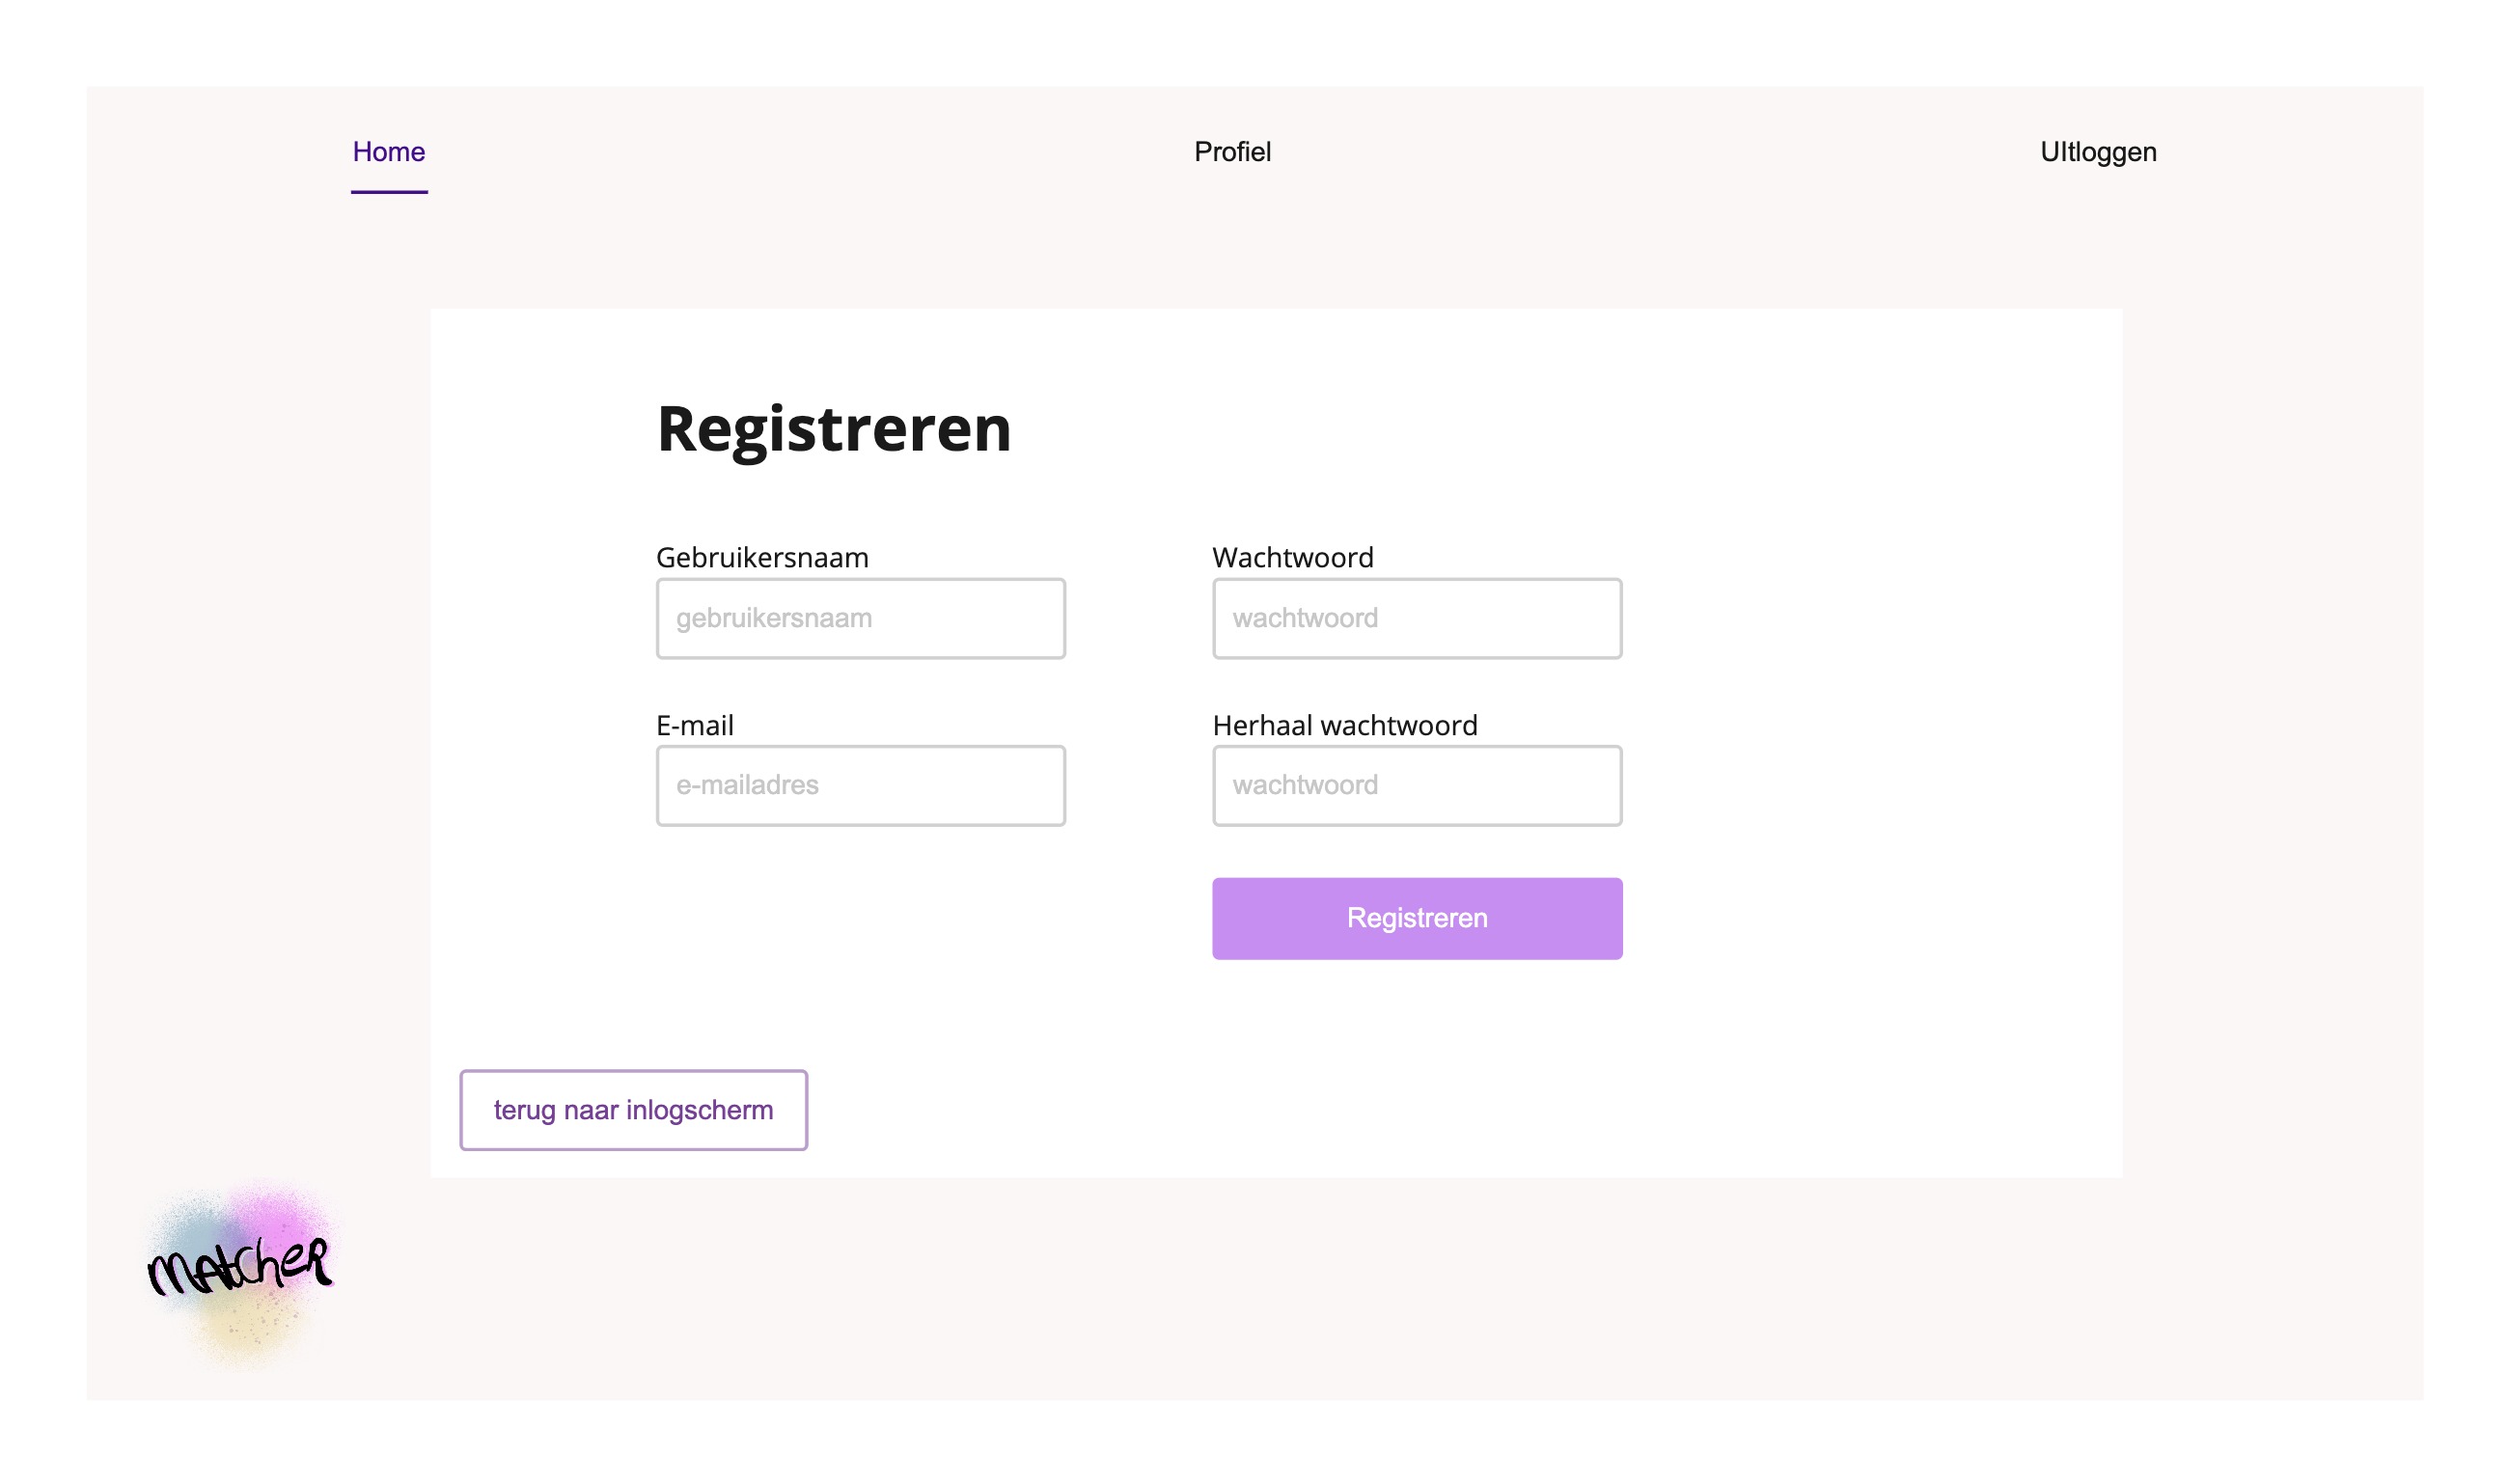 Home Profiel UItloggen
Registreren
Gebruikersnaam Wachtwoord
gebruikersnaam wachtwoord
E-mail Herhaal wachtwoord
e-mailadres wachtwoord
Registreren
terug naar inlogscherm
matcher